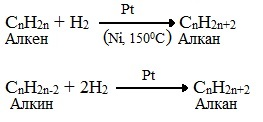 Pt
CnH2n + H2 → CnH2n+2
Алкен (Ni, 150⁰C) Алкан
Pt
CnH2n-2 + 2H2 → CnH2n+2
Алкин Алкан